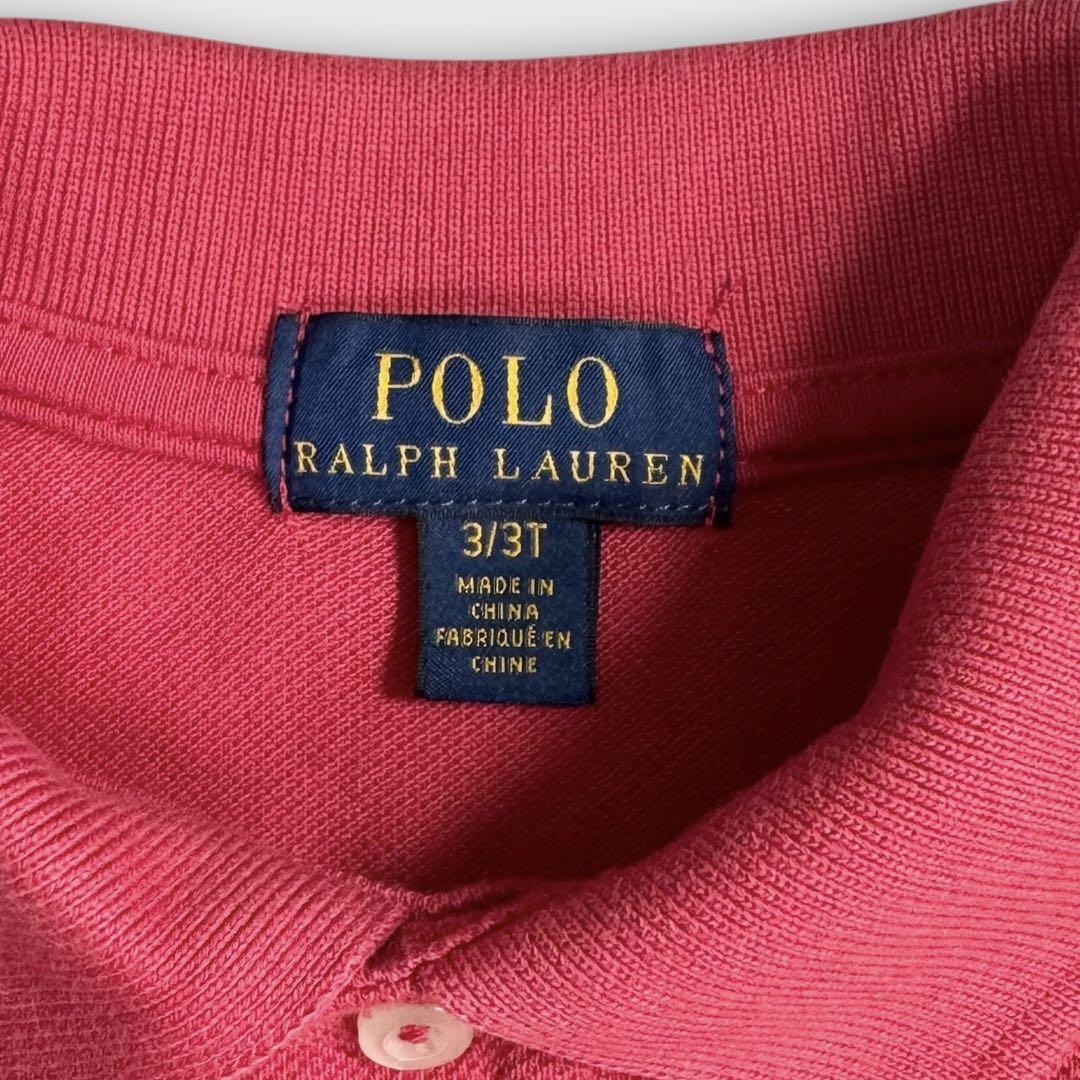 POLO
RALPH LAUREN
3/3T
MADE IN
CHINA
FABRIQUÉ EN
CHINE